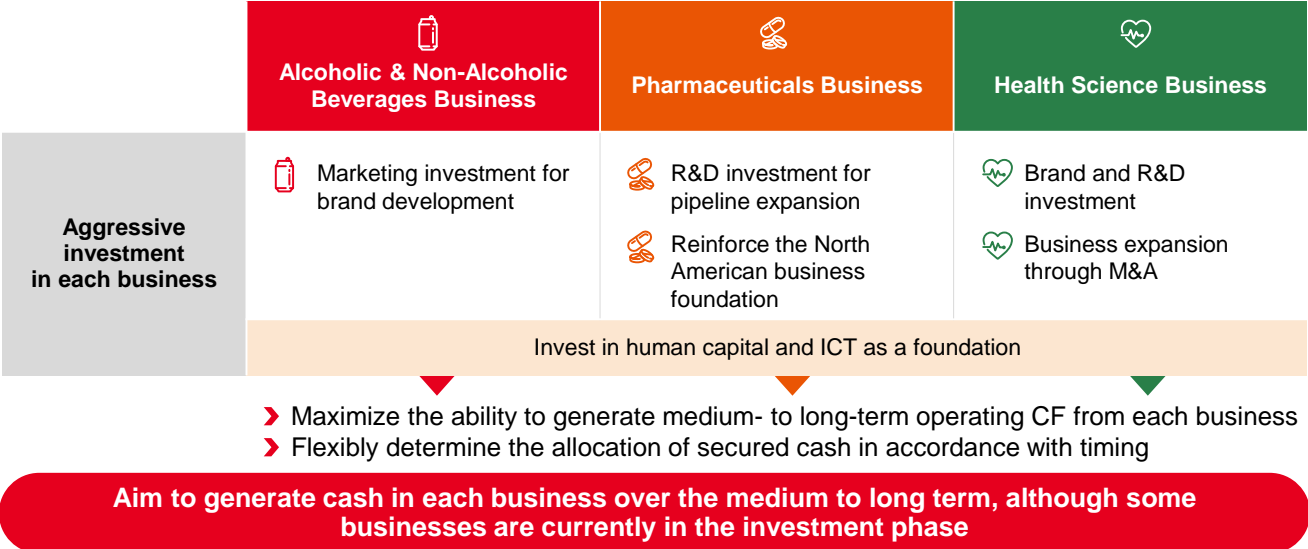 Alcoholic & Non-Alcoholic
Beverages Business
Pharmaceuticals Business
Health Science Business
Aggressive
investment
in each business
Marketing investment for
brand development
R&D investment for
pipeline expansion
Reinforce the North
American business
foundation
Brand and R&D
investment
Business expansion
through M&A
Invest in human capital and ICT as a foundation
Maximize the ability to generate medium- to long-term operating CF from each business
Flexibly determine the allocation of secured cash in accordance with timing
Aim to generate cash in each business over the medium to long term, although some
businesses are currently in the investment phase